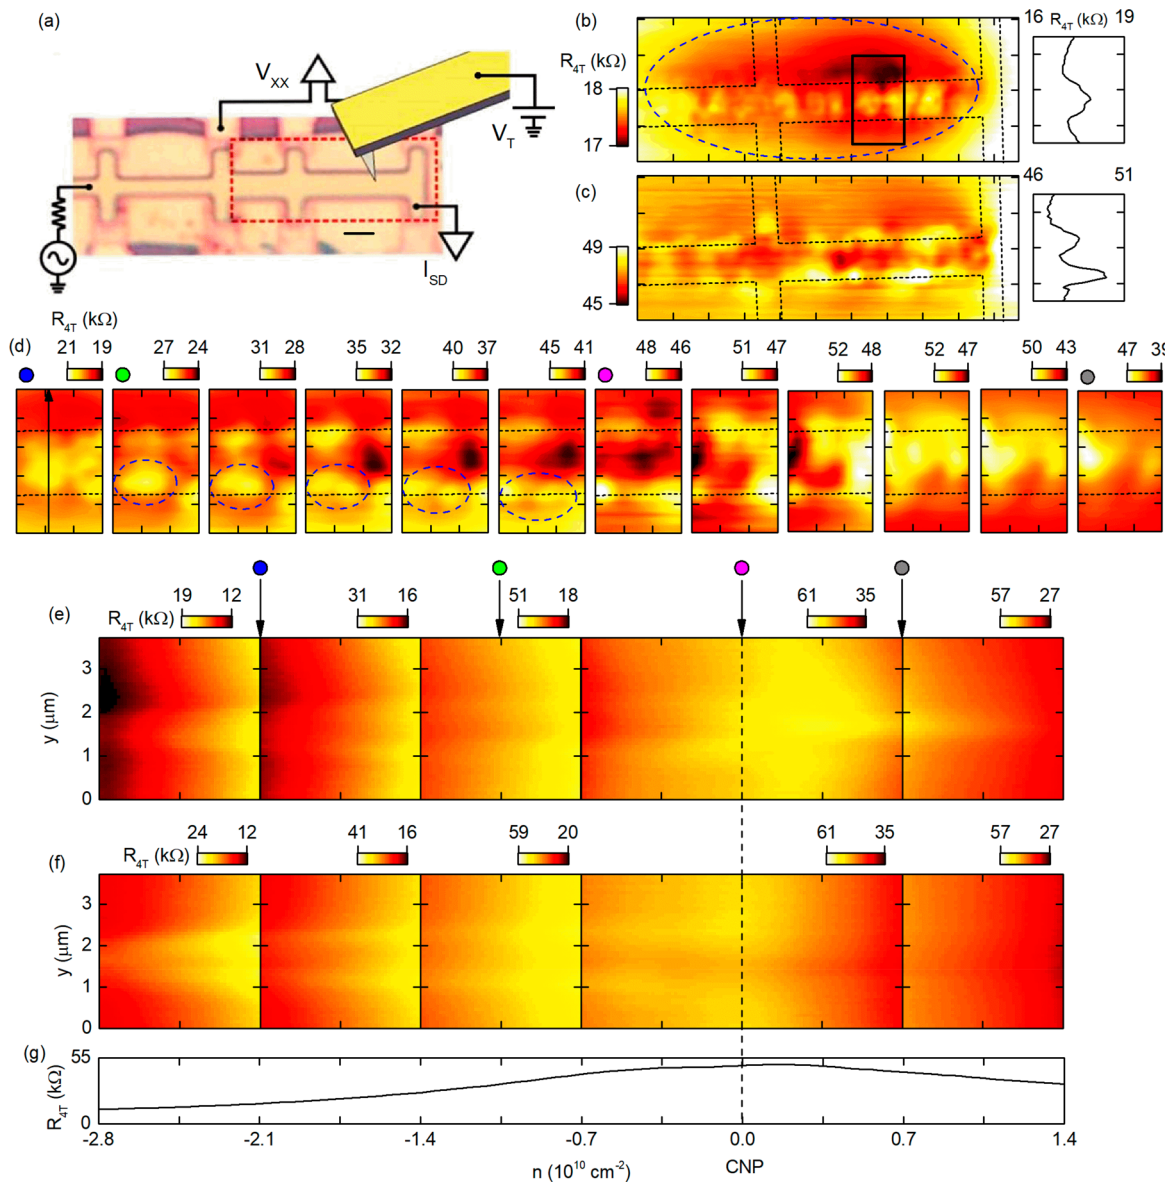 (a)
V_XX
V_T
I_SD
(b)
R_4T (kΩ)
18
17
16 R_4T (kΩ) 19
(c)
49
45
46 51
R_4T (kΩ)
(d)
21 19 27 24 31 28 35 32 40 37 45 41 48 46 51 47 52 48 52 47 50 43 47 39
(e)
R_4T (kΩ)
19 12 31 16 51 18 61 35 57 27
y (μm)
3
2
1
0
(f)
R_4T (kΩ)
24 12 41 16 59 20 61 35 57 27
y (μm)
3
2
1
0
(g)
R_4T (kΩ)
55
0
-2.8 -2.1 -1.4 -0.7 0.0 0.7 1.4
n (10^10 cm^-2) CNP